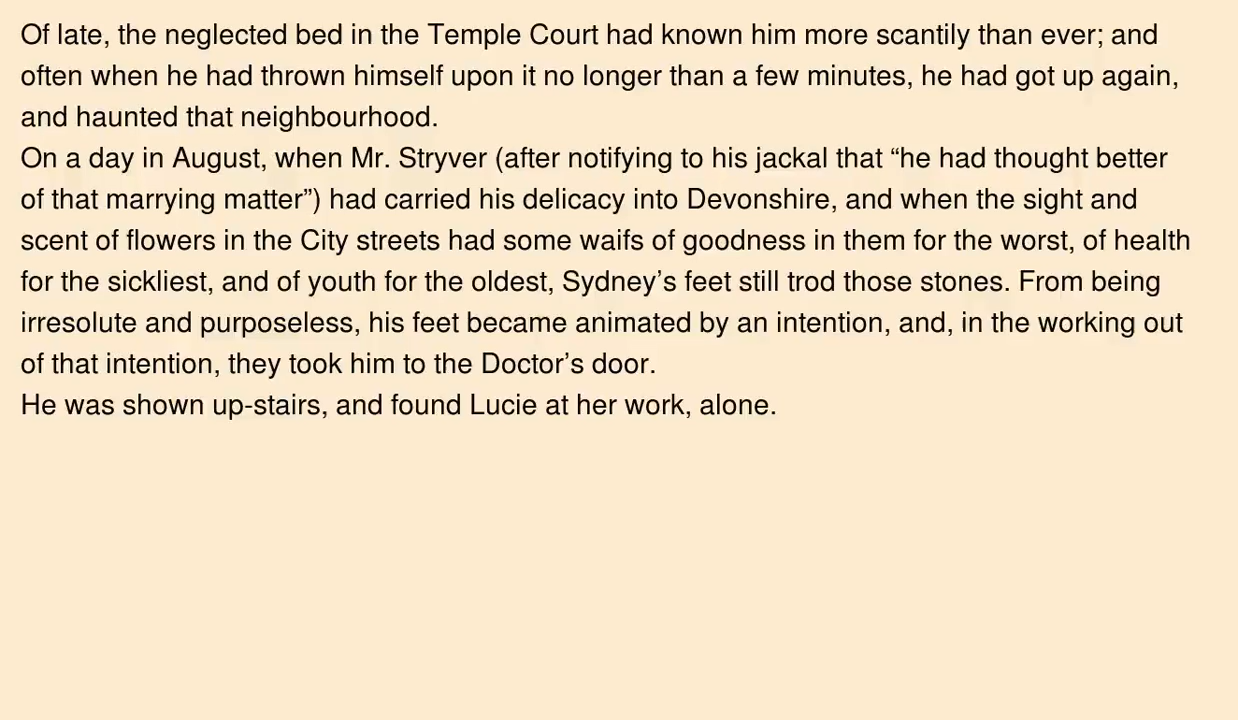 Of late, the neglected bed in the Temple Court had known him more scantily than ever; and
often when he had thrown himself upon it no longer than a few minutes, he had got up again,
and haunted that neighbourhood.
On a day in August, when Mr. Stryver (after notifying to his jackal that “he had thought better
of that marrying matter”) had carried his delicacy into Devonshire, and when the sight and
scent of flowers in the City streets had some waifs of goodness in them for the worst, of health
for the sickliest, and of youth for the oldest, Sydney’s feet still trod those stones. From being
irresolute and purposeless, his feet became animated by an intention, and, in the working out
of that intention, they took him to the Doctor’s door.
He was shown up-stairs, and found Lucie at her work, alone.